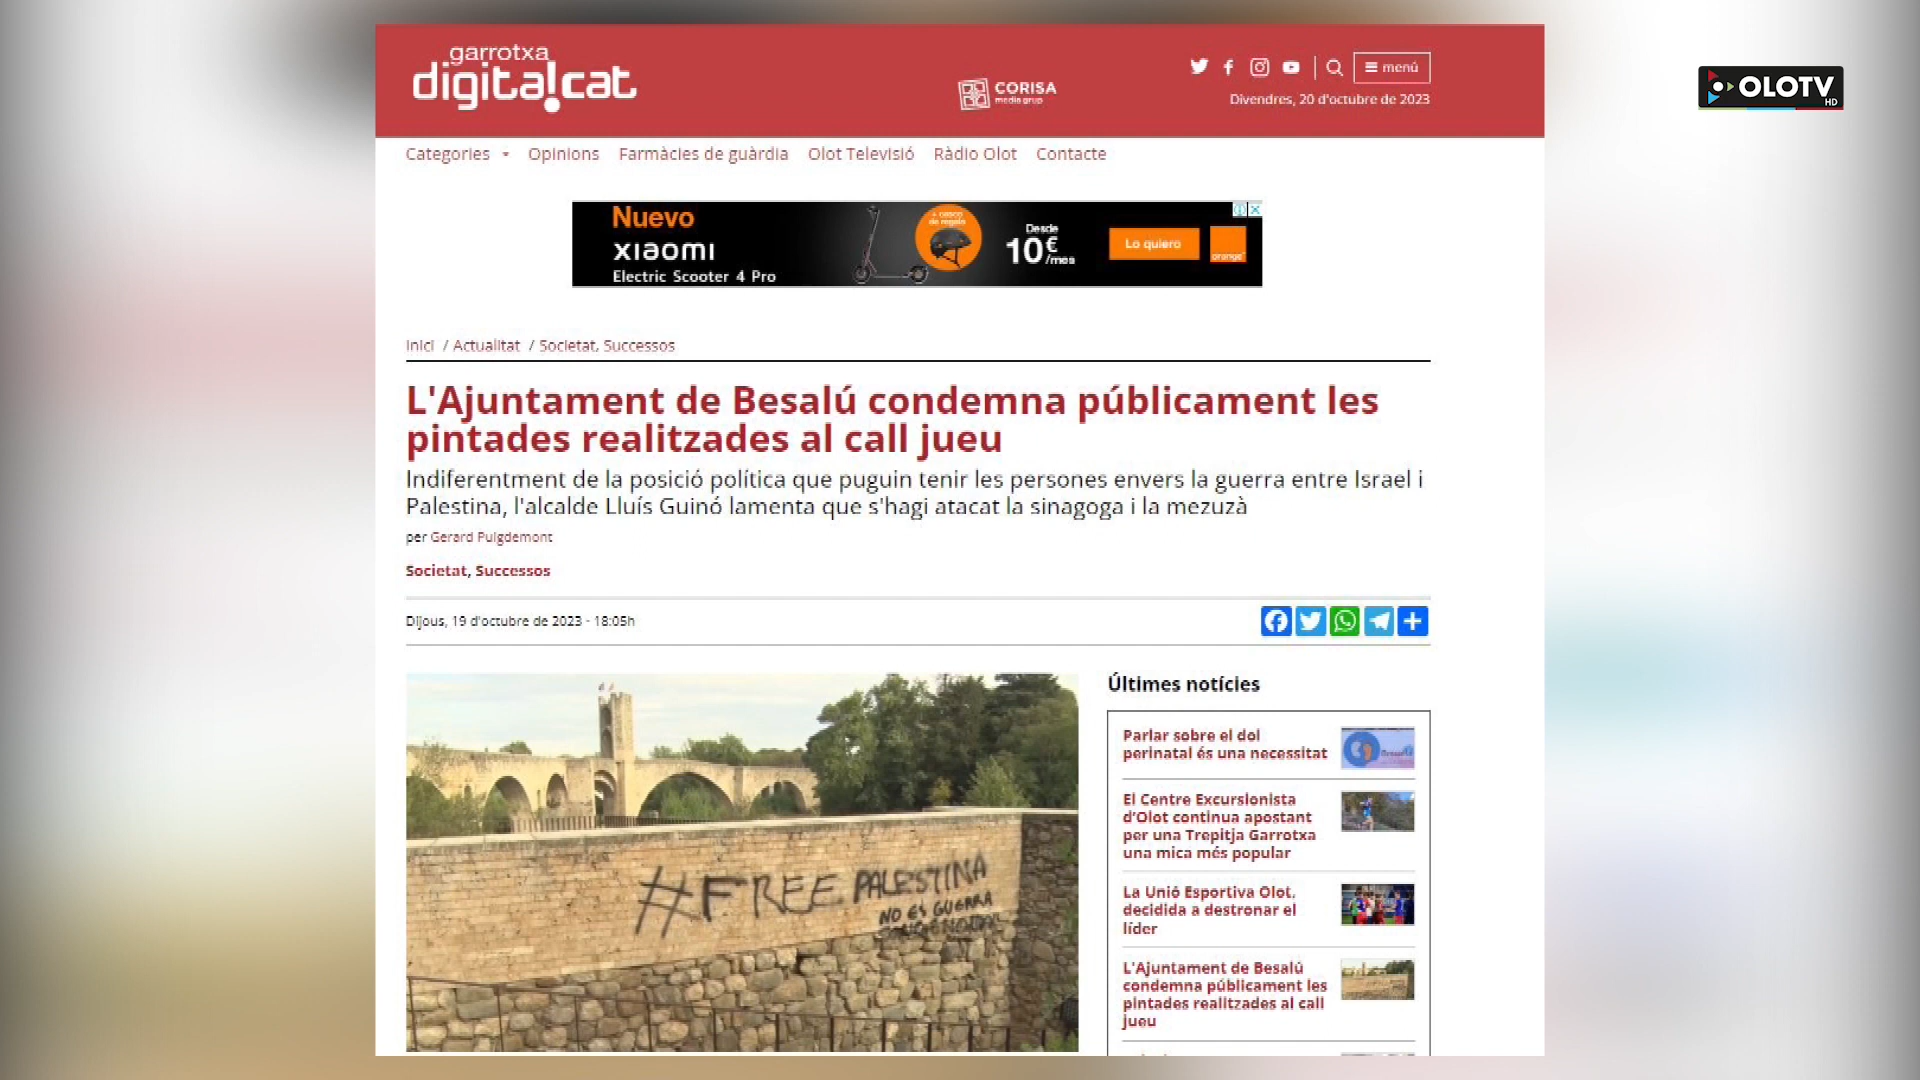 garrotxa
digital!cat
CORISA
media grup
menú
Divendres, 20 d'octubre de 2023
OLOTV
HD
Categories Opinions Farmàcies de guàrdia Olot Televisió Ràdio Olot Contacte
Nuevo
xiaomi
Electric Scooter 4 Pro
+ casco
de regalo
Desde
10€
/mes
Lo quiero
orange
Inici / Actualitat / Societat, Successos
L'Ajuntament de Besalú condemna públicament les
pintades realitzades al call jueu
Indiferentment de la posició política que puguin tenir les persones envers la guerra entre Israel i
Palestina, l'alcalde Lluís Guinó lamenta que s'hagi atacat la sinagoga i la mezuzà
per Gerard Puigdemont
Societat, Successos
Dijous, 19 d'octubre de 2023 - 18:05h
#FREE PALESTINA
NO ES GUERRA
Últimes notícies
Parlar sobre el dol
perinatal és una necessitat
El Centre Excursionista
d'Olot continua apostant
per una Trepitja Garrotxa
una mica més popular
La Unió Esportiva Olot,
decidida a destronar el
líder
L'Ajuntament de Besalú
condemna públicament les
pintades realitzades al call
jueu